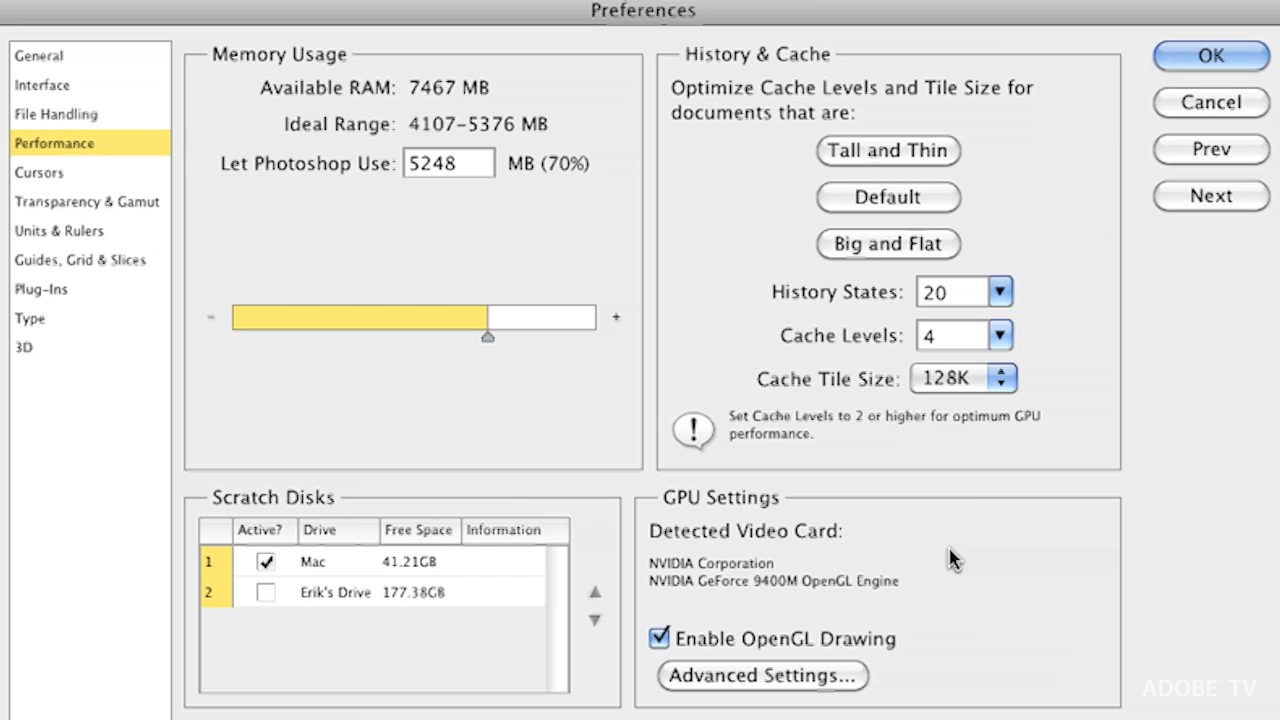 Preferences
General
Interface
File Handling
Performance
Cursors
Transparency & Gamut
Units & Rulers
Guides, Grid & Slices
Plug-Ins
Type
3D
Memory Usage
Available RAM: 7467 MB
Ideal Range: 4107-5376 MB
Let Photoshop Use: 5248 MB (70%)
- +
History & Cache
Optimize Cache Levels and Tile Size for
documents that are:
Tall and Thin
Default
Big and Flat
History States: 20
Cache Levels: 4
Cache Tile Size: 128K
! Set Cache Levels to 2 or higher for optimum GPU
performance.
OK
Cancel
Prev
Next
Scratch Disks
Active? Drive Free Space Information
1 Mac 41.21GB
2 Erik's Drive 177.38GB
GPU Settings
Detected Video Card:
NVIDIA Corporation
NVIDIA GeForce 9400M OpenGL Engine
Enable OpenGL Drawing
Advanced Settings...
ADOBE™ TV